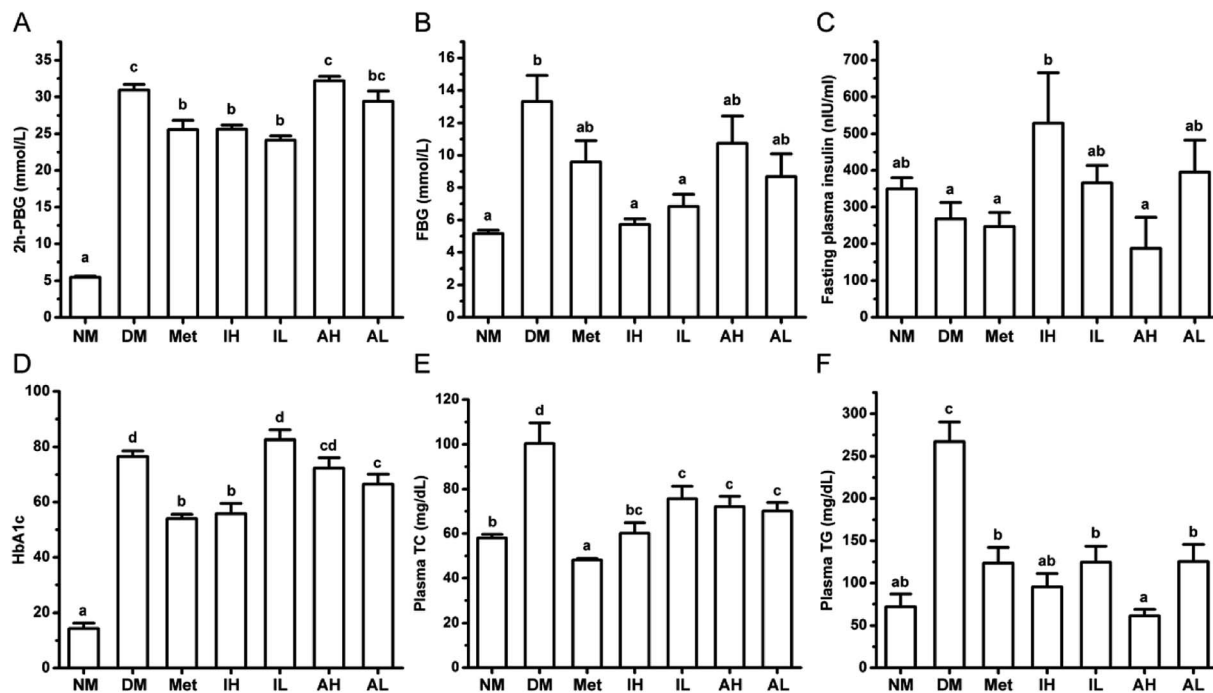 A
2h-PBG (mmol/L)
35
30
25
20
15
10
5
0
a
c
b
b
b
c
bc
NM DM Met IH IL AH AL
B
FBG (mmol/L)
16
14
12
10
8
6
4
2
0
a
b
ab
a
a
ab
ab
NM DM Met IH IL AH AL
C
Fasting plasma insulin (nIU/ml)
700
600
500
400
300
200
100
0
ab
a
a
b
ab
a
ab
NM DM Met IH IL AH AL
D
HbA1c
100
80
60
40
20
0
a
d
b
b
d
cd
c
NM DM Met IH IL AH AL
E
Plasma TC (mg/dL)
120
100
80
60
40
20
0
b
d
a
bc
c
c
c
NM DM Met IH IL AH AL
F
Plasma TG (mg/dL)
300
250
200
150
100
50
0
ab
c
b
ab
b
a
b
NM DM Met IH IL AH AL